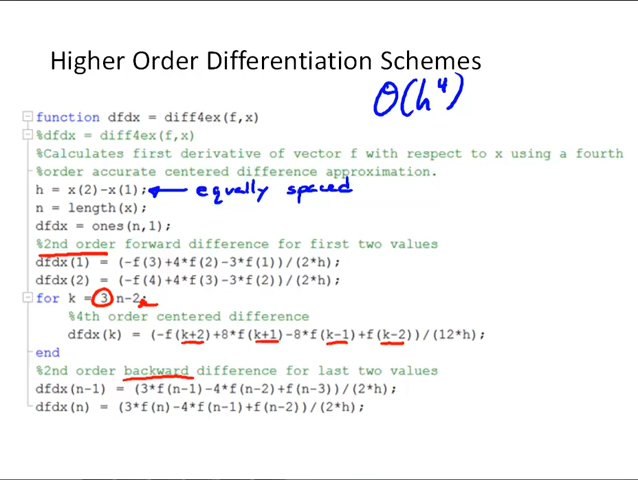 Higher Order Differentiation Schemes
O(h^4)
function dfdx = diff4ex(f,x)
%dfdx = diff4ex(f,x)
%Calculates first derivative of vector f with respect to x using a fourth
%order accurate centered difference approximation.
h = x(2)-x(1); ← equally spaced
n = length(x);
dfdx = ones(n,1);
%2nd order forward difference for first two values
dfdx(1) = (-f(3)+4*f(2)-3*f(1))/(2*h);
dfdx(2) = (-f(4)+4*f(3)-3*f(2))/(2*h);
for k = 3:n-2;
%4th order centered difference
dfdx(k) = (-f(k+2)+8*f(k+1)-8*f(k-1)+f(k-2))/(12*h);
end
%2nd order backward difference for last two values
dfdx(n-1) = (3*f(n-1)-4*f(n-2)+f(n-3))/(2*h);
dfdx(n) = (3*f(n)-4*f(n-1)+f(n-2))/(2*h);